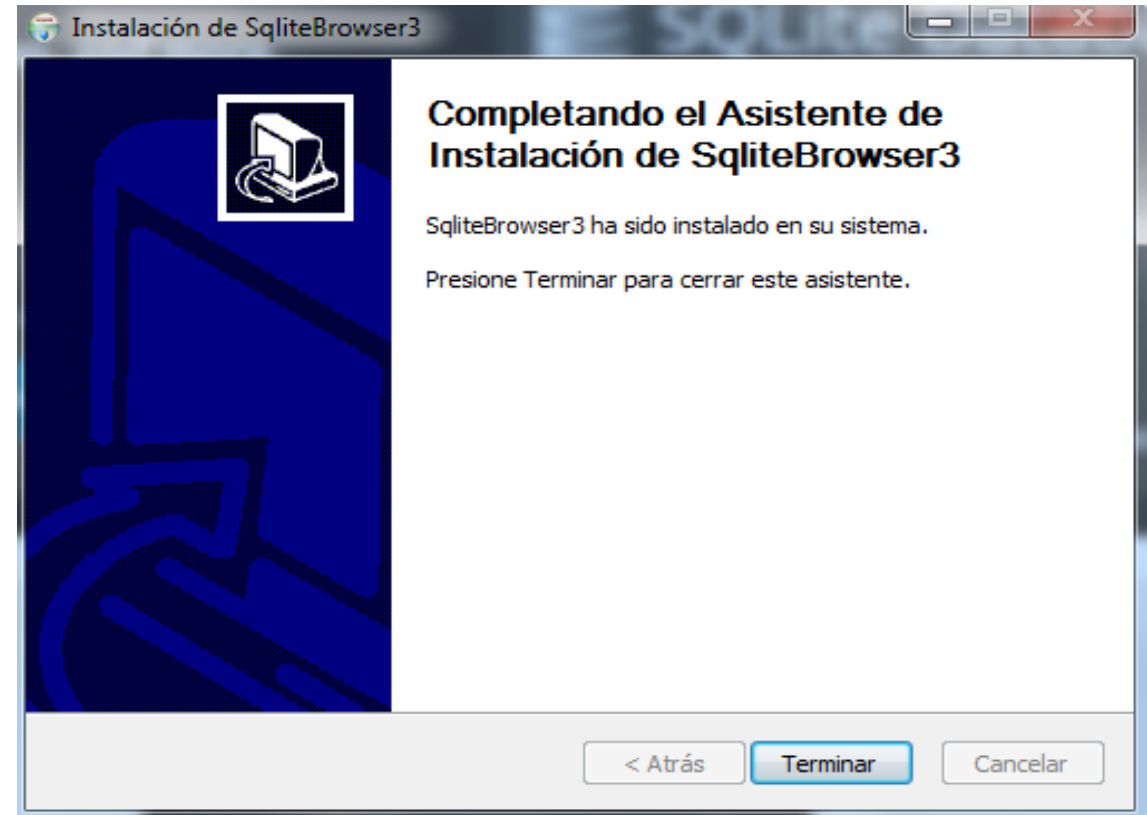 Instalación de SqliteBrowser3
Completando el Asistente de
Instalación de SqliteBrowser3
SqliteBrowser3 ha sido instalado en su sistema.
Presione Terminar para cerrar este asistente.
< Atrás
Terminar
Cancelar